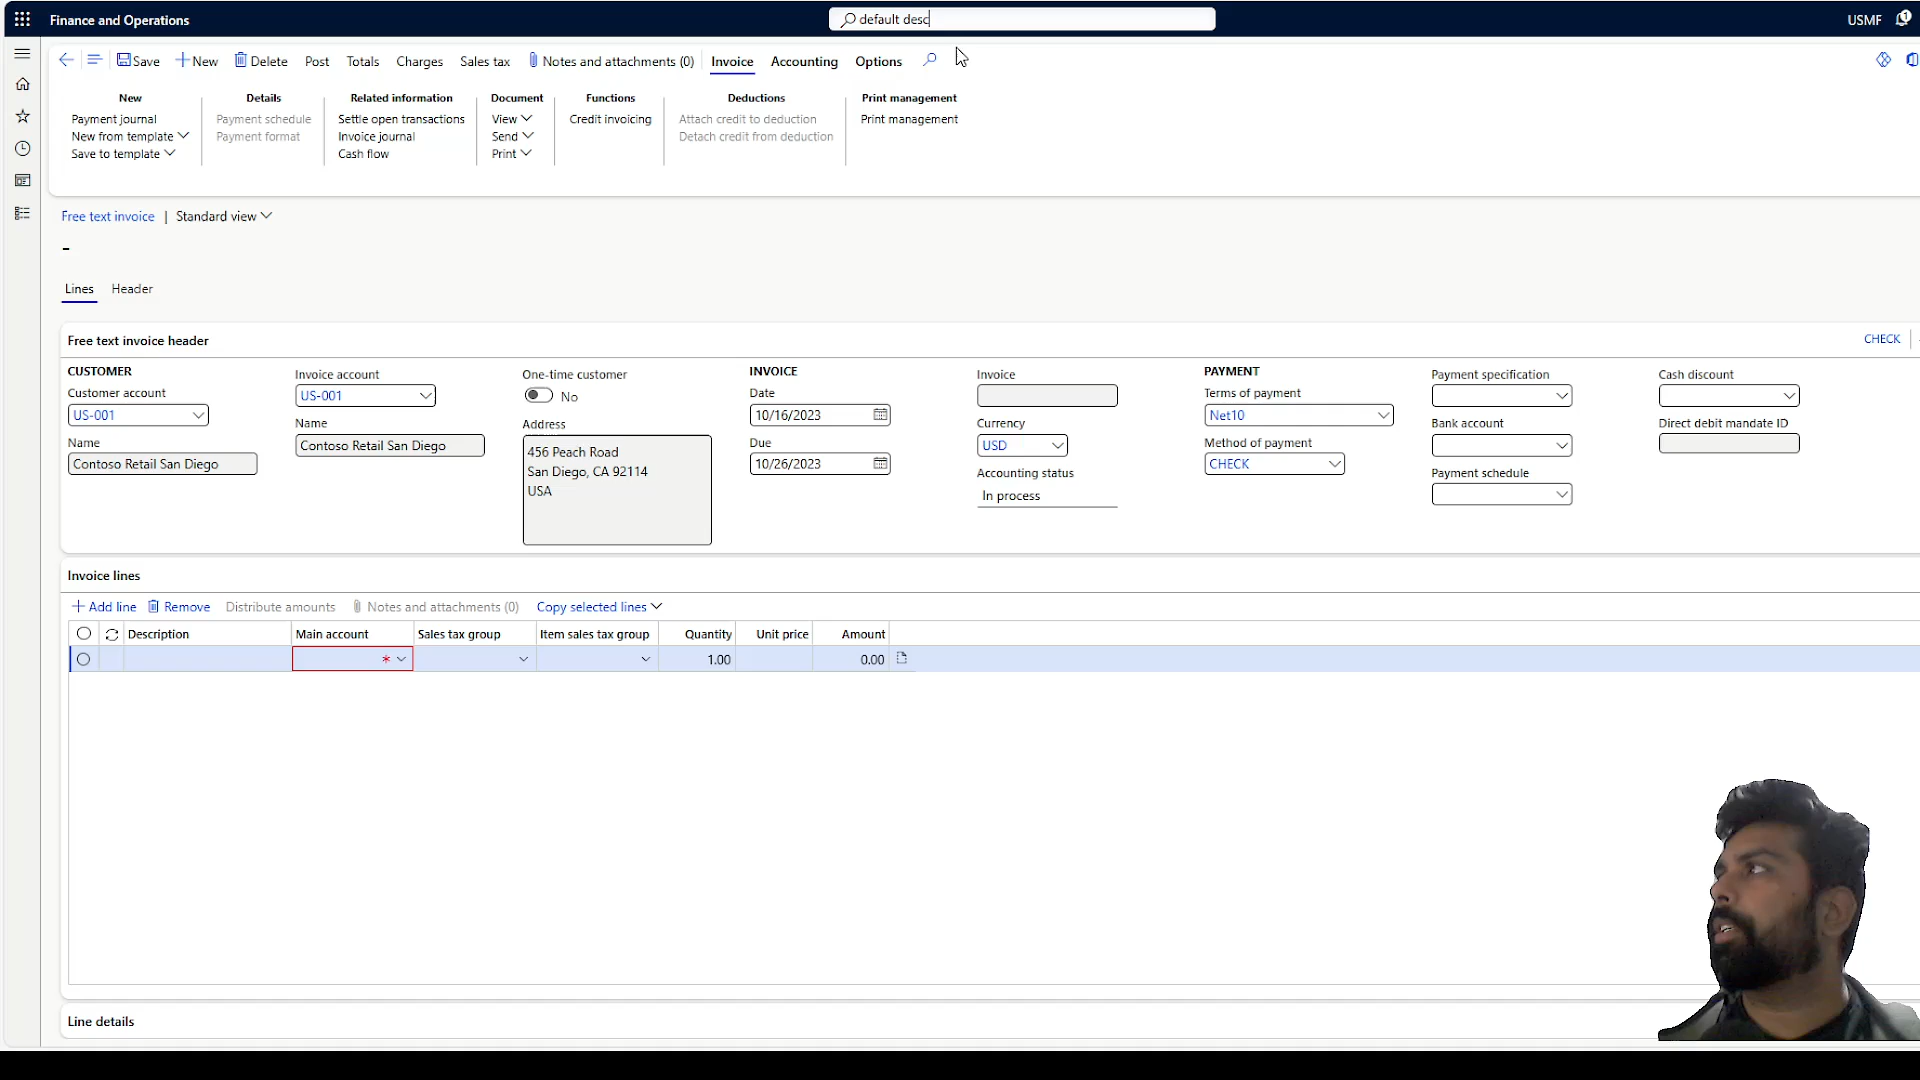 Finance and Operations
default desc
USMF
1
Save
New
Delete
Post
Totals
Charges
Sales tax
Notes and attachments (0)
Invoice
Accounting
Options
New
Payment journal
New from template
Save to template
Details
Payment schedule
Payment format
Related information
Settle open transactions
Invoice journal
Cash flow
Document
View
Send
Print
Functions
Credit invoicing
Deductions
Attach credit to deduction
Detach credit from deduction
Print management
Print management
Free text invoice | Standard view
-
Lines
Header
Free text invoice header
CHECK
CUSTOMER
Customer account
US-001
Name
Contoso Retail San Diego
Invoice account
US-001
Name
Contoso Retail San Diego
One-time customer
No
Address
456 Peach Road
San Diego, CA 92114
USA
INVOICE
Date
10/16/2023
Due
10/26/2023
Invoice
Currency
USD
Accounting status
In process
PAYMENT
Terms of payment
Net10
Method of payment
CHECK
Payment specification
Bank account
Payment schedule
Cash discount
Direct debit mandate ID
Invoice lines
Add line
Remove
Distribute amounts
Notes and attachments (0)
Copy selected lines
Description Main account Sales tax group Item sales tax group Quantity Unit price Amount
* 1.00 0.00
Line details